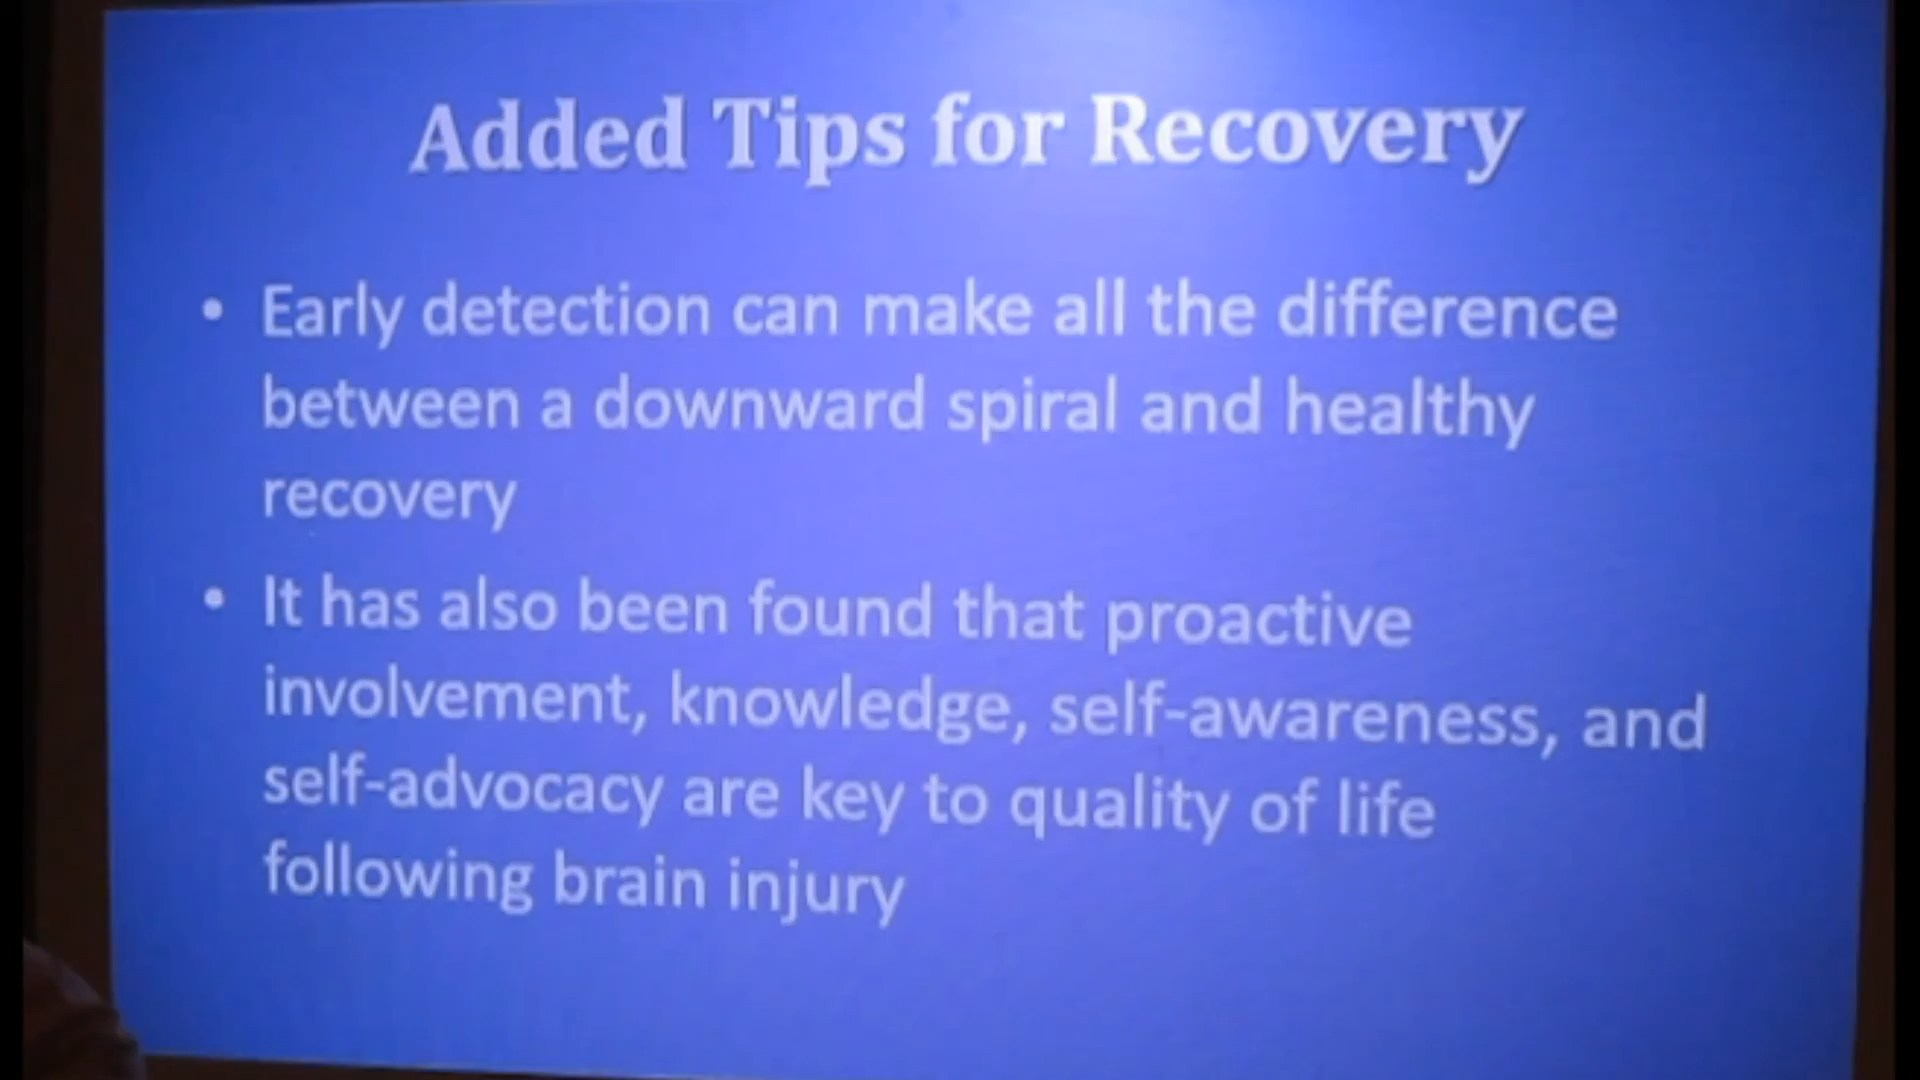 Added Tips for Recovery
• Early detection can make all the difference
between a downward spiral and healthy
recovery
• It has also been found that proactive
involvement, knowledge, self-awareness, and
self-advocacy are key to quality of life
following brain injury